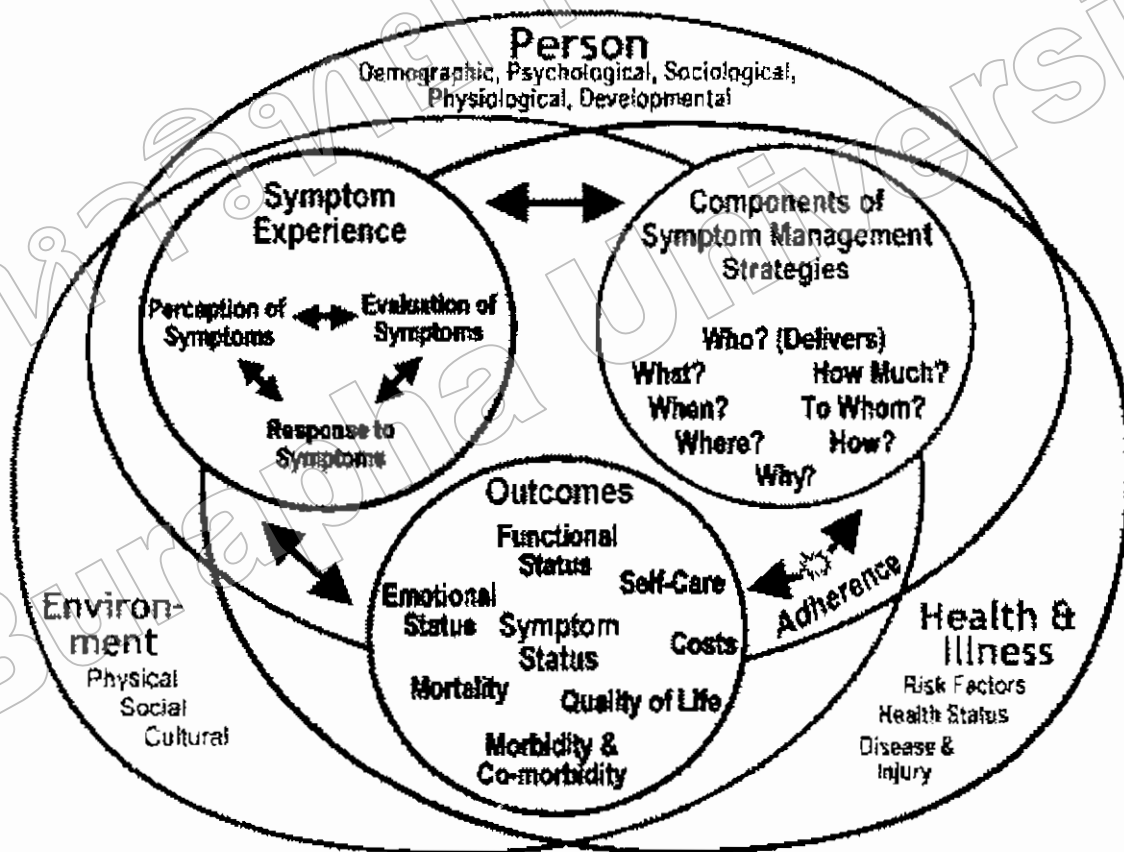 Person
Demographic, Psychological, Sociological,
Physiological, Developmental
Symptom
Experience
Perception of
Symptoms
Evaluation of
Symptoms
Response to
Symptoms
Components of
Symptom Management
Strategies
Who? (Delivers)
What?
How Much?
When?
To Whom?
Where?
How?
Why?
Outcomes
Functional
Status
Self-Care
Emotional
Status
Symptom
Status
Costs
Mortality
Quality of Life
Morbidity &
Co-morbidity
Adherence
Environ-
ment
Physical
Social
Cultural
Health &
Illness
Risk Factors
Health Status
Disease &
Injury
Burapha